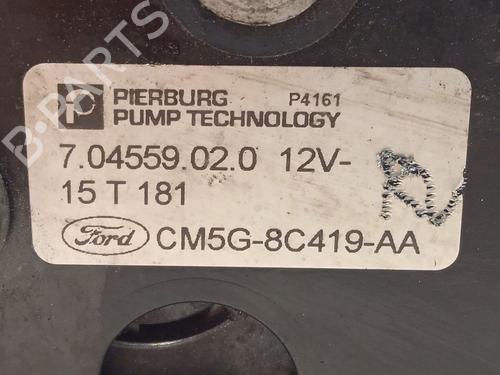 B-PARTS
PIERBURG P4161
PUMP TECHNOLOGY
7.04559.02.0 12V-
15 T 181
Ford CM5G-8C419-AA